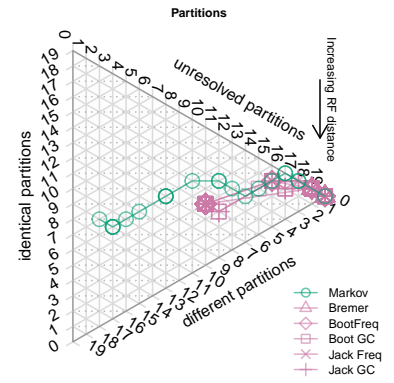 Partitions
0 1 2 3 4 5 6 7 8 9 10 11 12 13 14 15 16 17 18 19
unresolved partitions
Increasing RF distance
19
18
17
16
15
14
13
12
11
10
9
8
7
6
5
4
3
2
1
0
identical partitions
0 1 2 3 4 5 6 7 8 9 10 11 12 13 14 15 16 17 18 19
different partitions
Markov
Bremer
BootFreq
Boot GC
Jack Freq
Jack GC